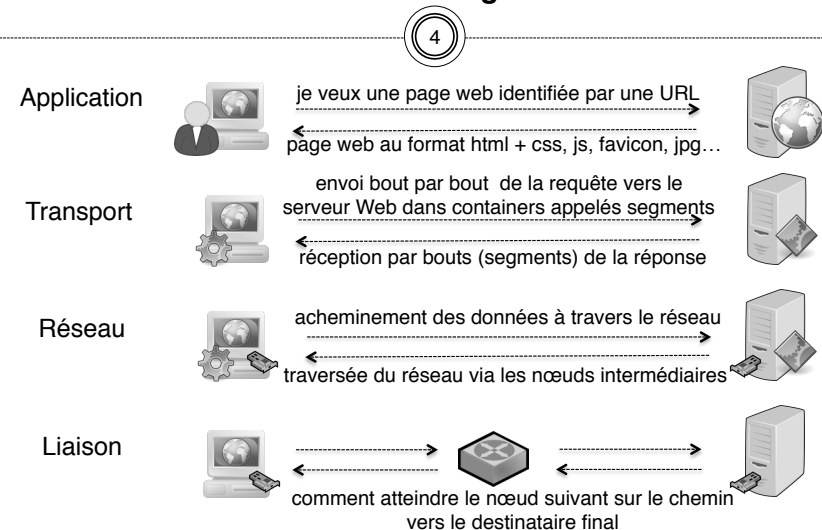 4
Application
je veux une page web identifiée par une URL
page web au format html + css, js, favicon, jpg…
Transport
envoi bout par bout de la requête vers le
serveur Web dans containers appelés segments
réception par bouts (segments) de la réponse
Réseau
acheminement des données à travers le réseau
traversée du réseau via les nœuds intermédiaires
Liaison
comment atteindre le nœud suivant sur le chemin
vers le destinataire final